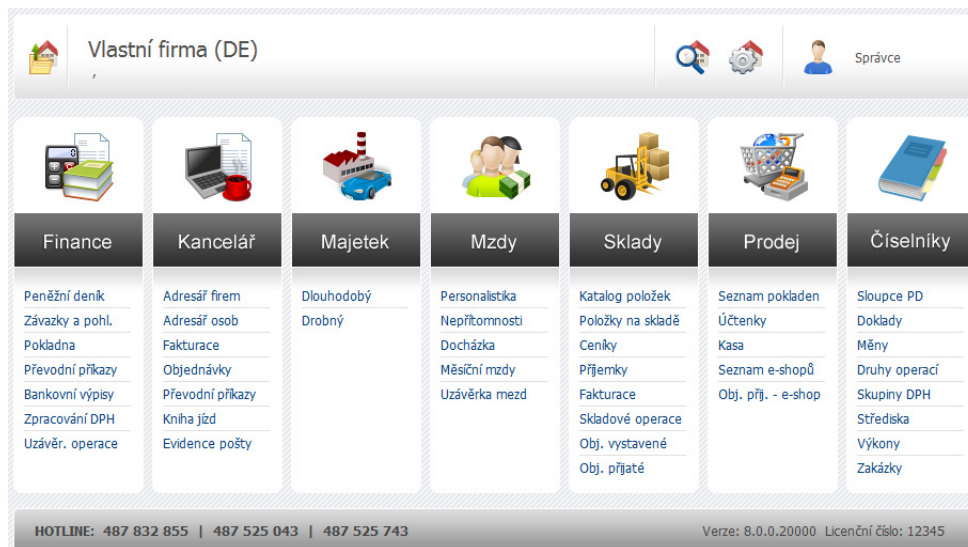 Vlastní firma (DE)
,
Správce
Finance
Peněžní deník
Závazky a pohl.
Pokladna
Převodní příkazy
Bankovní výpisy
Zpracování DPH
Uzávěr. operace
Kancelář
Adresář firem
Adresář osob
Fakturace
Objednávky
Převodní příkazy
Kniha jízd
Evidence pošty
Majetek
Dlouhodobý
Drobný
Mzdy
Personalistika
Nepřítomnosti
Docházka
Měsíční mzdy
Uzávěrka mezd
Sklady
Katalog položek
Položky na skladě
Ceníky
Příjemky
Fakturace
Skladové operace
Obj. vystavené
Obj. přijaté
Prodej
Seznam pokladen
Účtenky
Kasa
Seznam e-shopů
Obj. přij. - e-shop
Číselníky
Sloupce PD
Doklady
Měny
Druhy operací
Skupiny DPH
Střediska
Výkony
Zakázky
HOTLINE: 487 832 855 | 487 525 043 | 487 525 743
Verze: 8.0.0.20000 Licenční číslo: 12345